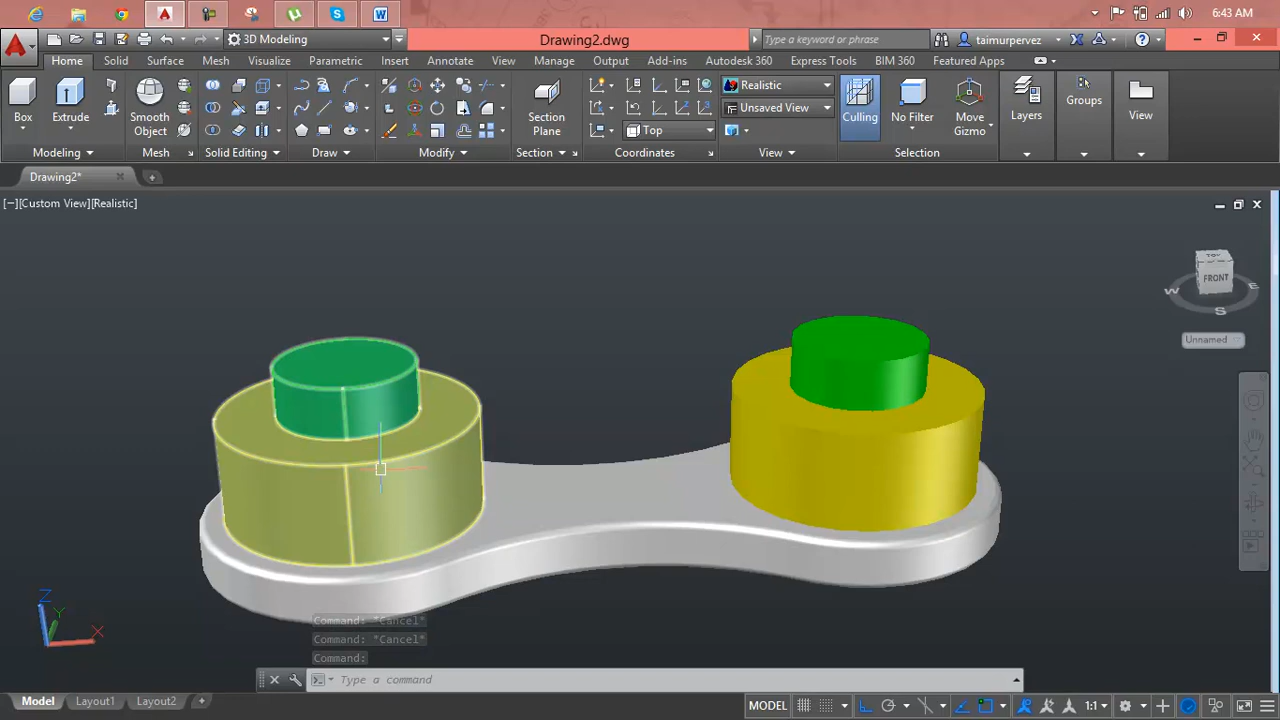 6:43 AM
3D Modeling
Drawing2.dwg
Type a keyword or phrase
taimurpervez
Home Solid Surface Mesh Visualize Parametric Insert Annotate View Manage Output Add-ins Autodesk 360 Express Tools BIM 360 Featured Apps
Realistic
Unsaved View
Top
Box Extrude Smooth Object Section Plane Culling No Filter Move Gizmo Layers Groups View
Modeling Mesh Solid Editing Draw Modify Section Coordinates View Selection
Drawing2*
[−][Custom View][Realistic]
TOP
FRONT
W E
S
Unnamed
Z
Y
X
Command: *Cancel*
Command: *Cancel*
Command:
Type a command
Model Layout1 Layout2 MODEL 1:1